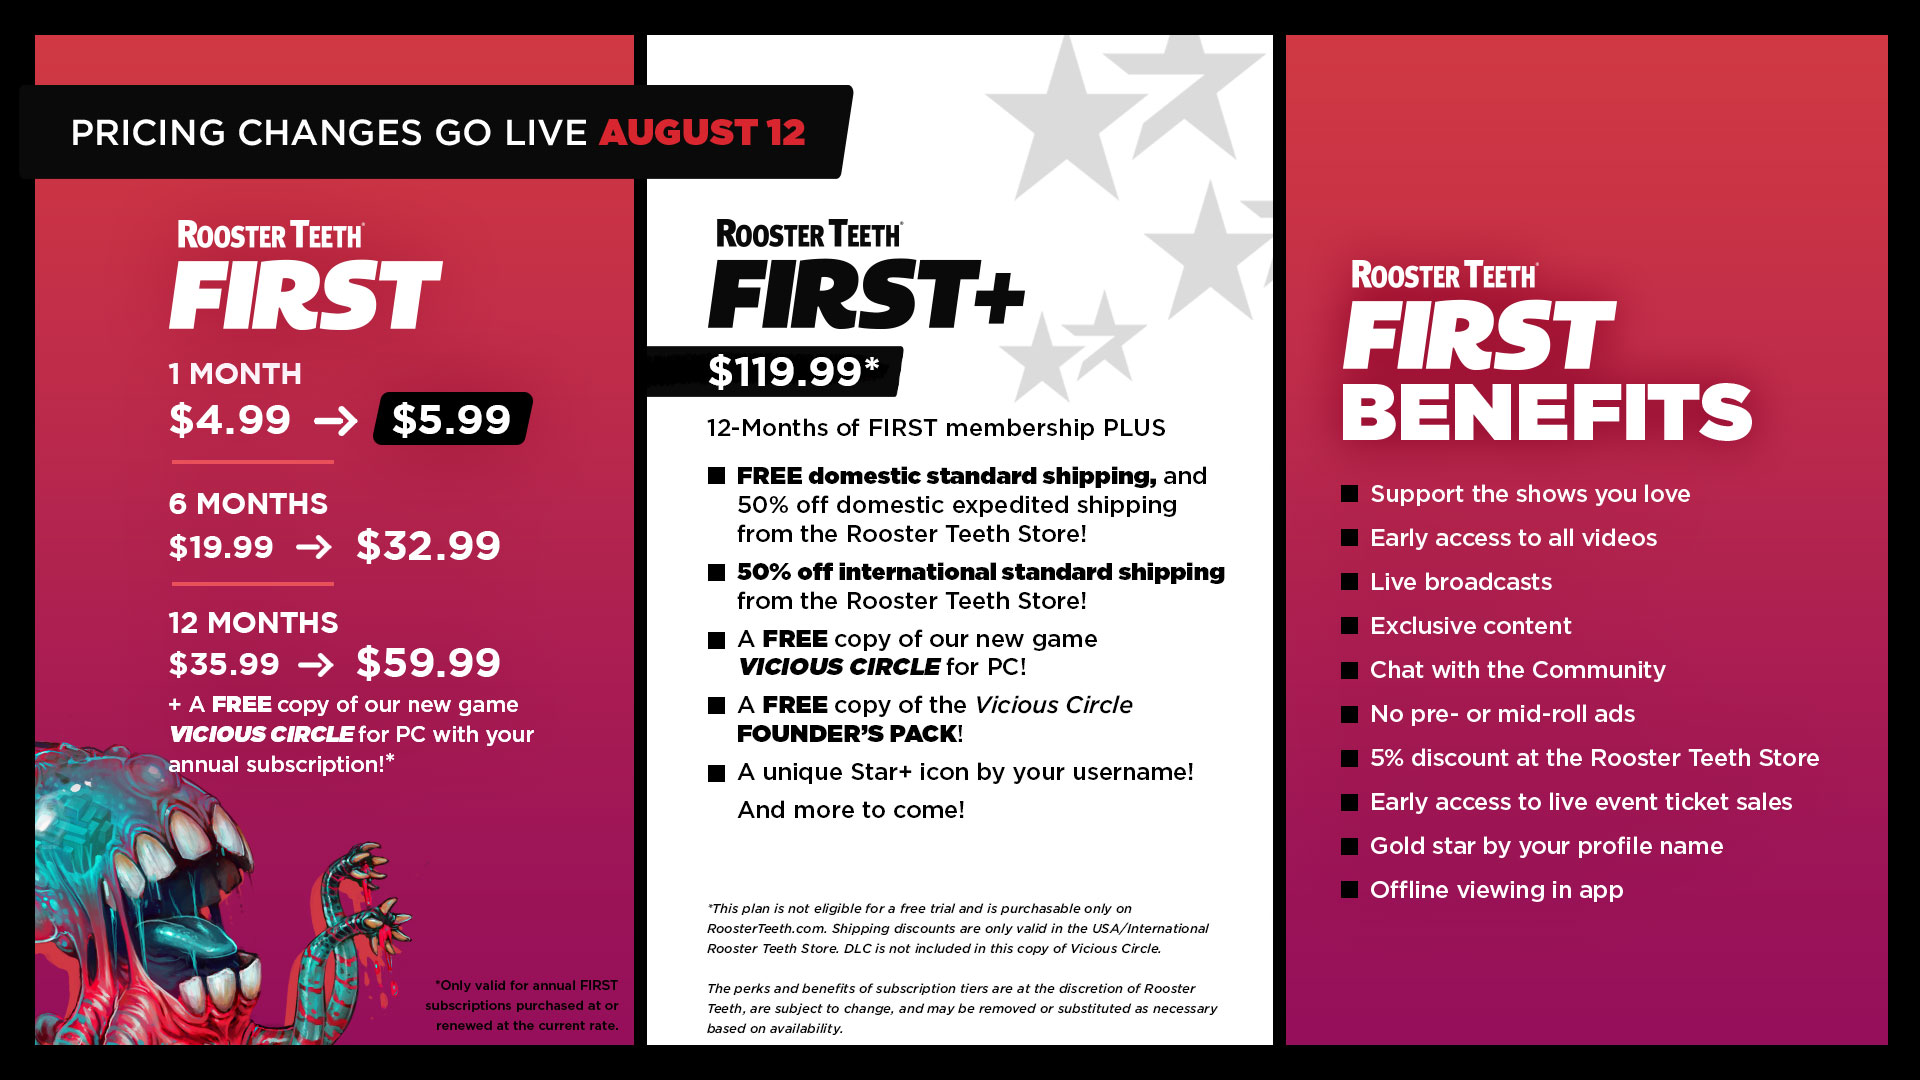 PRICING CHANGES GO LIVE AUGUST 12
ROOSTER TEETH
FIRST
1 MONTH
$4.99 → $5.99
6 MONTHS
$19.99 → $32.99
12 MONTHS
$35.99 → $59.99
+ A FREE copy of our new game
VICIOUS CIRCLE for PC with your
annual subscription!*
*Only valid for annual FIRST
subscriptions purchased at or
renewed at the current rate.
ROOSTER TEETH
FIRST+
$119.99*
12-Months of FIRST membership PLUS
■ FREE domestic standard shipping, and
50% off domestic expedited shipping
from the Rooster Teeth Store!
■ 50% off international standard shipping
from the Rooster Teeth Store!
■ A FREE copy of our new game
VICIOUS CIRCLE for PC!
■ A FREE copy of the Vicious Circle
FOUNDER'S PACK!
■ A unique Star+ icon by your username!
And more to come!
*This plan is not eligible for a free trial and is purchasable only on
RoosterTeeth.com. Shipping discounts are only valid in the USA/International
Rooster Teeth Store. DLC is not included in this copy of Vicious Circle.
The perks and benefits of subscription tiers are at the discretion of Rooster
Teeth, are subject to change, and may be removed or substituted as necessary
based on availability.
ROOSTER TEETH
FIRST
BENEFITS
■ Support the shows you love
■ Early access to all videos
■ Live broadcasts
■ Exclusive content
■ Chat with the Community
■ No pre- or mid-roll ads
■ 5% discount at the Rooster Teeth Store
■ Early access to live event ticket sales
■ Gold star by your profile name
■ Offline viewing in app